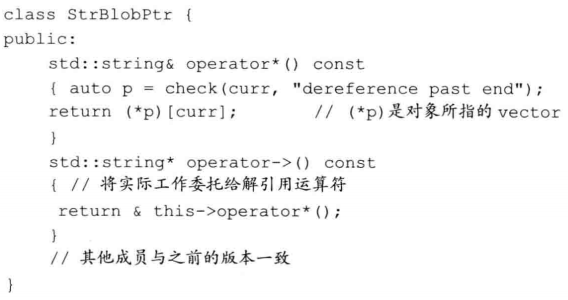 class StrBlobPtr {
public:
    std::string& operator*() const
    { auto p = check(curr, "dereference past end");
    return (*p)[curr];        // (*p)是对象所指的 vector
    }
    std::string* operator->() const
    { // 将实际工作委托给解引用运算符
     return & this->operator*();
    }
    // 其他成员与之前的版本一致
}